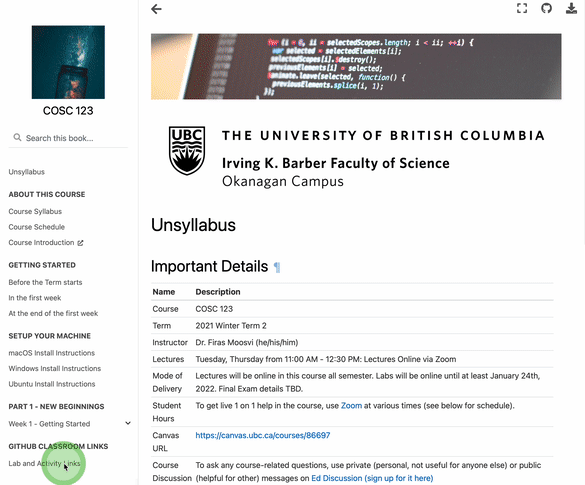 COSC 123
Search this book...
Unsyllabus
ABOUT THIS COURSE
Course Syllabus
Course Schedule
Course Introduction
GETTING STARTED
Before the Term starts
In the first week
At the end of the first week
SETUP YOUR MACHINE
macOS Install Instructions
Windows Install Instructions
Ubuntu Install Instructions
PART 1 - NEW BEGINNINGS
Week 1 - Getting Started
GITHUB CLASSROOM LINKS
Lab and Activity Links
for (i = 0, ii = selectedScopes.length; i < ii; ++i) {
var selected = selectedElements[i];
selectedScopes[i].$destroy();
previousElements[i] = selected;
$animate.leave(selected, function() {
previousElements.splice(i, 1);
});
UBC
THE UNIVERSITY OF BRITISH COLUMBIA
Irving K. Barber Faculty of Science
Okanagan Campus
Unsyllabus
Important Details ¶
Name Description
Course COSC 123
Term 2021 Winter Term 2
Instructor Dr. Firas Moosvi (he/his/him)
Lectures Tuesday, Thursday from 11:00 AM - 12:30 PM: Lectures Online via Zoom
Mode of Delivery Lectures will be online in this course all semester. Labs will be online until at least January 24th,
2022. Final Exam details TBD.
Student Hours To get live 1 on 1 help in the course, use Zoom at various times (see below for schedule).
Canvas URL https://canvas.ubc.ca/courses/86697
Course Discussion To ask any course-related questions, use private (personal, not useful for anyone else) or public
(helpful for other) messages on Ed Discussion (sign up for it here)